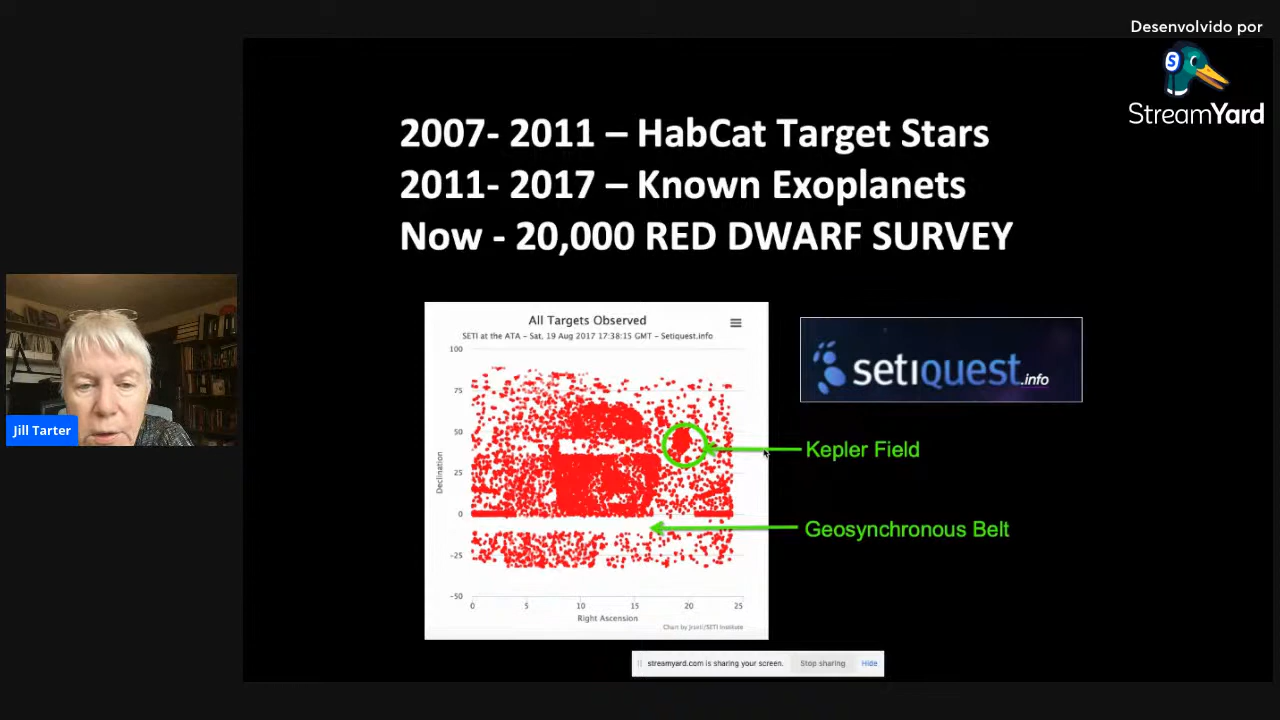 Desenvolvido por
StreamYard
2007- 2011 – HabCat Target Stars
2011- 2017 – Known Exoplanets
Now - 20,000 RED DWARF SURVEY
Jill Tarter
All Targets Observed
SETI at the ATA – Sat, 19 Aug 2017 17:38:15 GMT – Setiquest.info
100
75
50
25
0
-25
-50
Declination
0
5
10
15
20
25
Right Ascension
setiquest.info
Kepler Field
Geosynchronous Belt
streamyard.com is sharing your screen.
Stop sharing
Hide